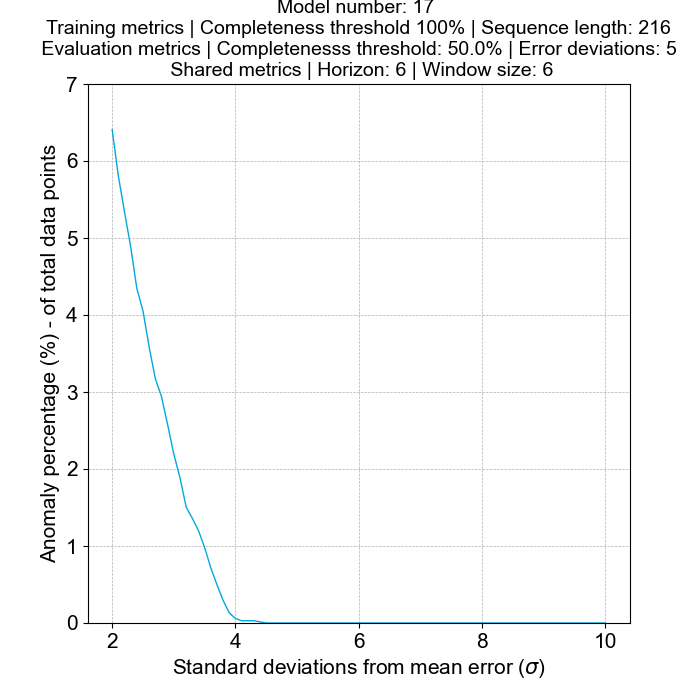 Model number: 17
Training metrics | Completeness threshold 100% | Sequence length: 216
Evaluation metrics | Completenesss threshold: 50.0% | Error deviations: 5
Shared metrics | Horizon: 6 | Window size: 6
7
6
5
4
3
2
1
0
Anomaly percentage (%) - of total data points
2 4 6 8 10
Standard deviations from mean error (σ)